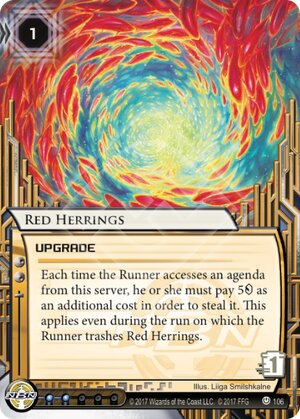 1
RED HERRINGS
UPGRADE
Each time the Runner accesses an agenda
from this server, he or she must pay 5
as an additional cost in order to steal it. This
applies even during the run on which the
Runner trashes Red Herrings.
1
Illus. Liiga Smilshkalne
NBN
© 2017 Wizards of the Coast LLC. © 2017 FFG
106